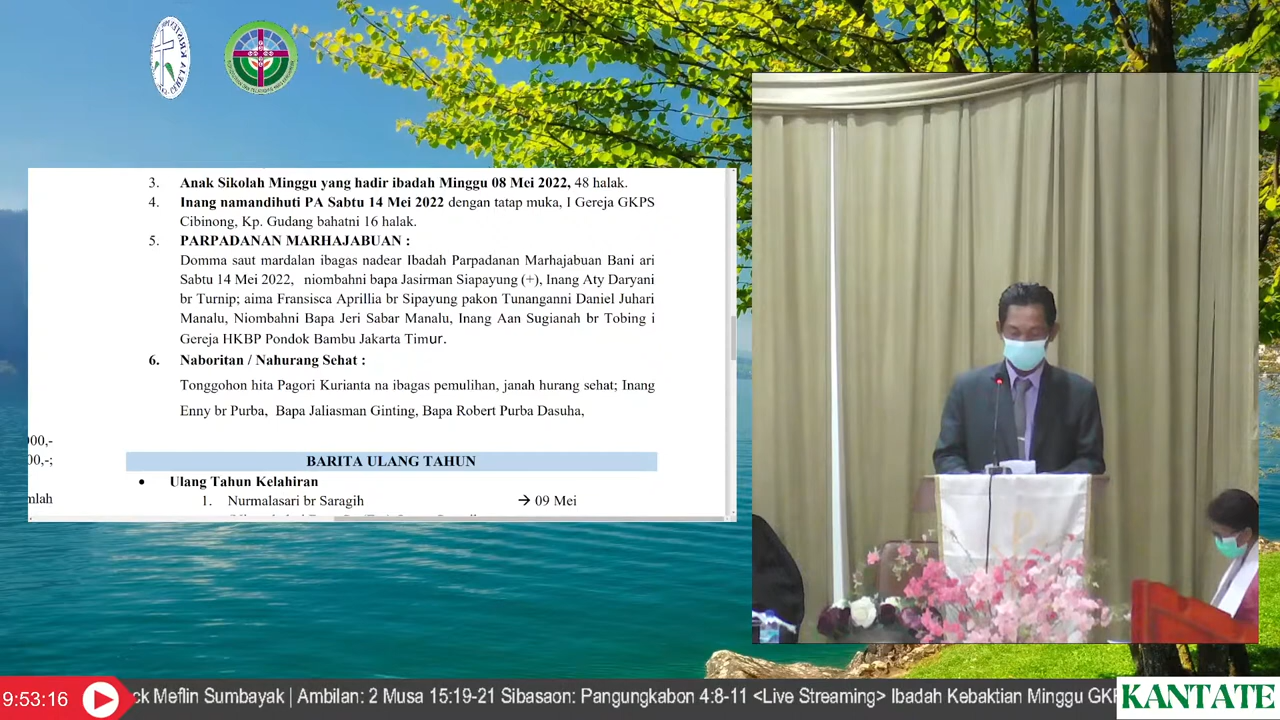 3. Anak Sikolah Minggu yang hadir ibadah Minggu 08 Mei 2022, 48 halak.
4. Inang namandihuti PA Sabtu 14 Mei 2022 dengan tatap muka, I Gereja GKPS
Cibinong, Kp. Gudang bahatni 16 halak.
5. PARPADANAN MARHAJABUAN :
Domma saut mardalan ibagas nadear Ibadah Parpadanan Marhajabuan Bani ari
Sabtu 14 Mei 2022, niombahni bapa Jasirman Siapayung (+), Inang Aty Daryani
br Turnip; aima Fransisca Aprillia br Sipayung pakon Tunanganni Daniel Juhari
Manalu, Niombahni Bapa Jeri Sabar Manalu, Inang Aan Sugianah br Tobing i
Gereja HKBP Pondok Bambu Jakarta Timur.
6. Naboritan / Nahurang Sehat :
Tonggohon hita Pagori Kurianta na ibagas pemulihan, janah hurang sehat; Inang
Enny br Purba, Bapa Jaliasman Ginting, Bapa Robert Purba Dasuha,
00,-
00,-;
mlah
BARITA ULANG TAHUN
• Ulang Tahun Kelahiran
1. Nurmalasari br Saragih → 09 Mei
9:53:16
ck Meflin Sumbayak | Ambilan: 2 Musa 15:19-21 Sibasaon: Pangungkabon 4:8-11 <Live Streaming> Ibadah Kebaktian Minggu GKP
KANTATE